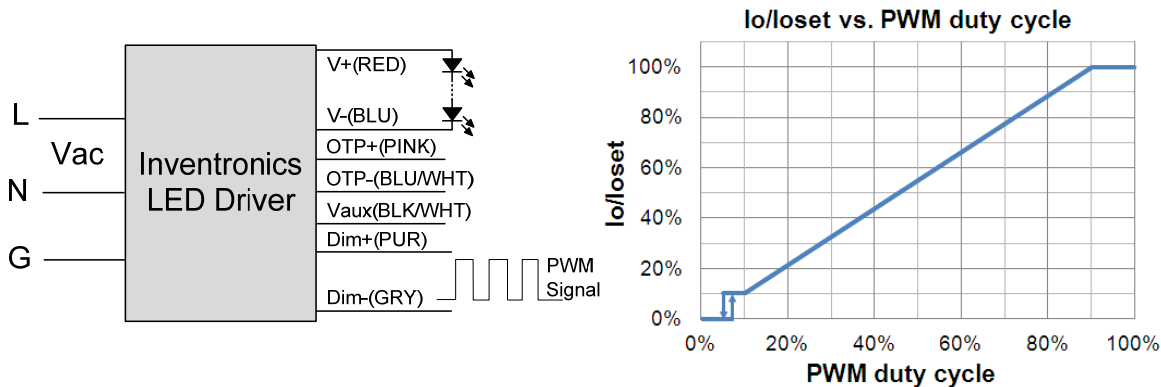 L
Vac
N
G
Inventronics
LED Driver
V+(RED)
V-(BLU)
OTP+(PINK)
OTP-(BLU/WHT)
Vaux(BLK/WHT)
Dim+(PUR)
Dim-(GRY)
PWM
Signal
Io/Ioset vs. PWM duty cycle
Io/Ioset
100%
80%
60%
40%
20%
0%
0% 20% 40% 60% 80% 100%
PWM duty cycle